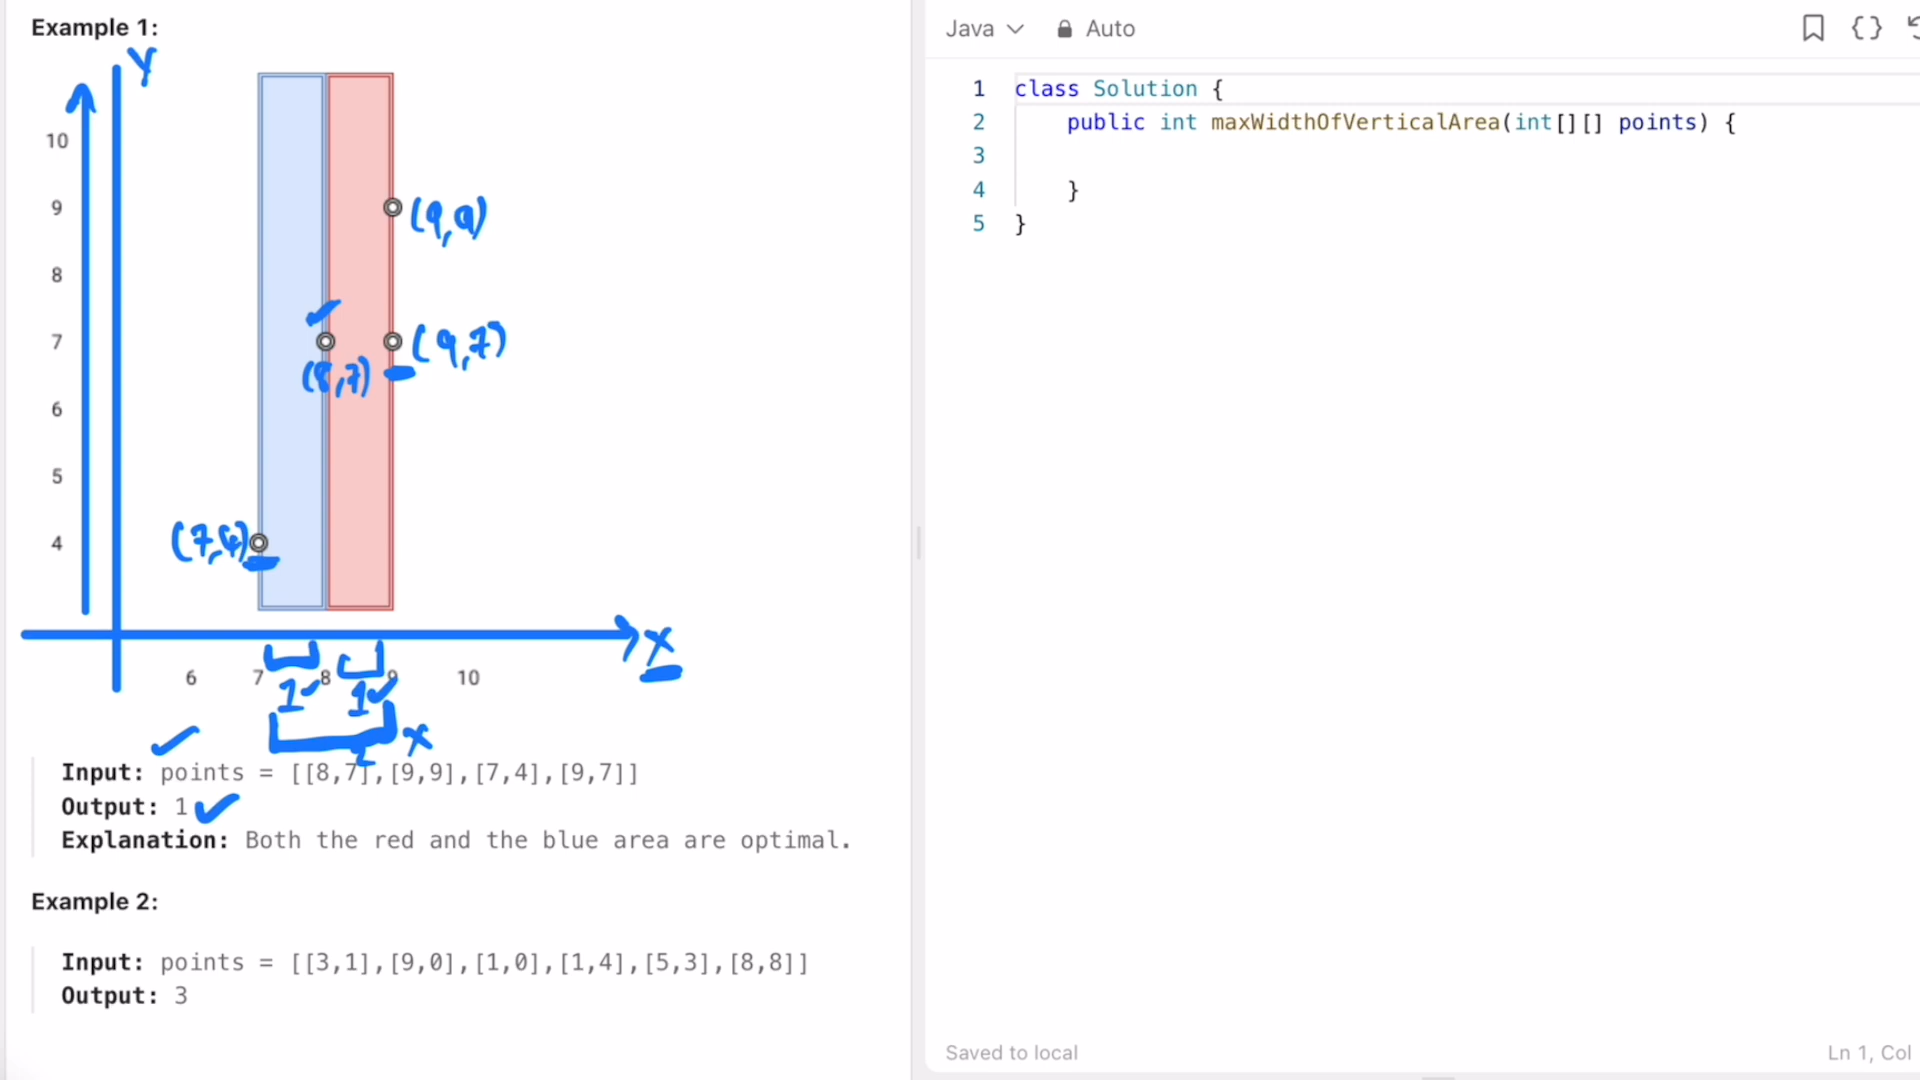 Example 1:
Y
10
9
(9,9)
8
7
(9,7)
(8,7)
6
5
4
(7,4)
X
6 7 8 9 10
1 1
2 X
Input: points = [[8,7],[9,9],[7,4],[9,7]]
Output: 1
Explanation: Both the red and the blue area are optimal.
Example 2:
Input: points = [[3,1],[9,0],[1,0],[1,4],[5,3],[8,8]]
Output: 3
Java Auto {}
1 class Solution {
2 public int maxWidthOfVerticalArea(int[][] points) {
3
4 }
5 }
Saved to local Ln 1, Col